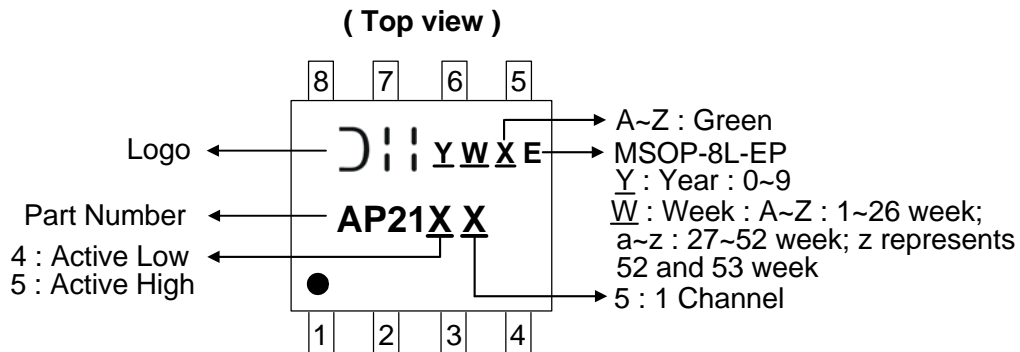 ( Top view )
8 7 6 5
Logo
Y W X E
A~Z : Green
MSOP-8L-EP
Y : Year : 0~9
W : Week : A~Z : 1~26 week;
a~z : 27~52 week; z represents
52 and 53 week
Part Number
AP21X X
4 : Active Low
5 : Active High
5 : 1 Channel
1 2 3 4